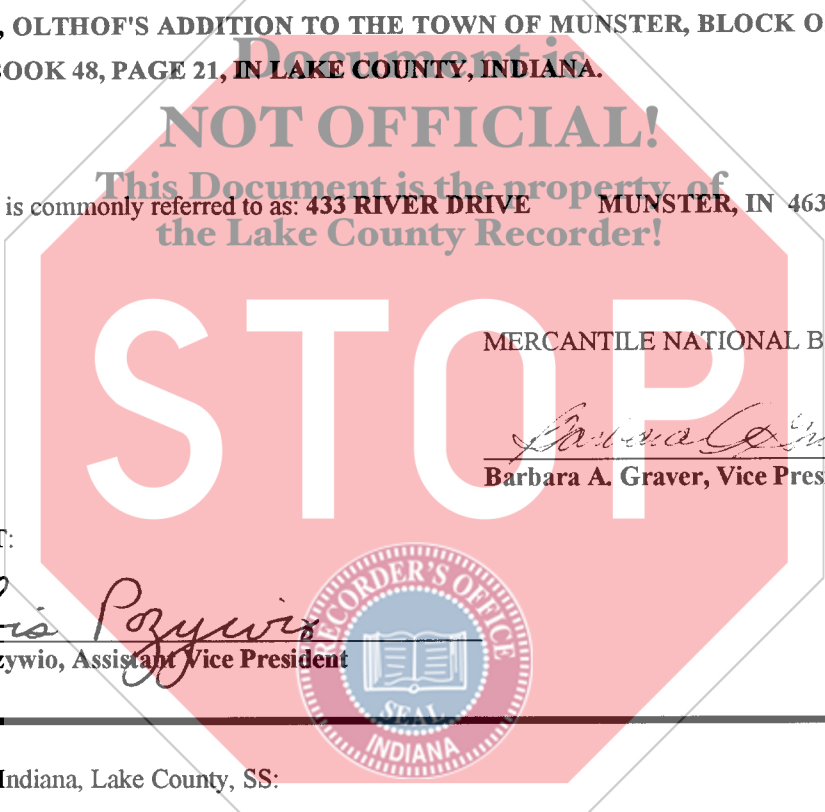 , OLTHOF'S ADDITION TO THE TOWN OF MUNSTER, BLOCK O
OOK 48, PAGE 21, IN LAKE COUNTY, INDIANA.
Document is
NOT OFFICIAL!
This Document is the property of
is commonly referred to as: 433 RIVER DRIVE MUNSTER, IN 463
the Lake County Recorder!
STOP
MERCANTILE NATIONAL B
Barbara A. Graver, Vice Pres
T:
Pozywio
zywio, Assistant Vice President
RECORDER'S OFFICE
SEAL
INDIANA
Indiana, Lake County, SS: